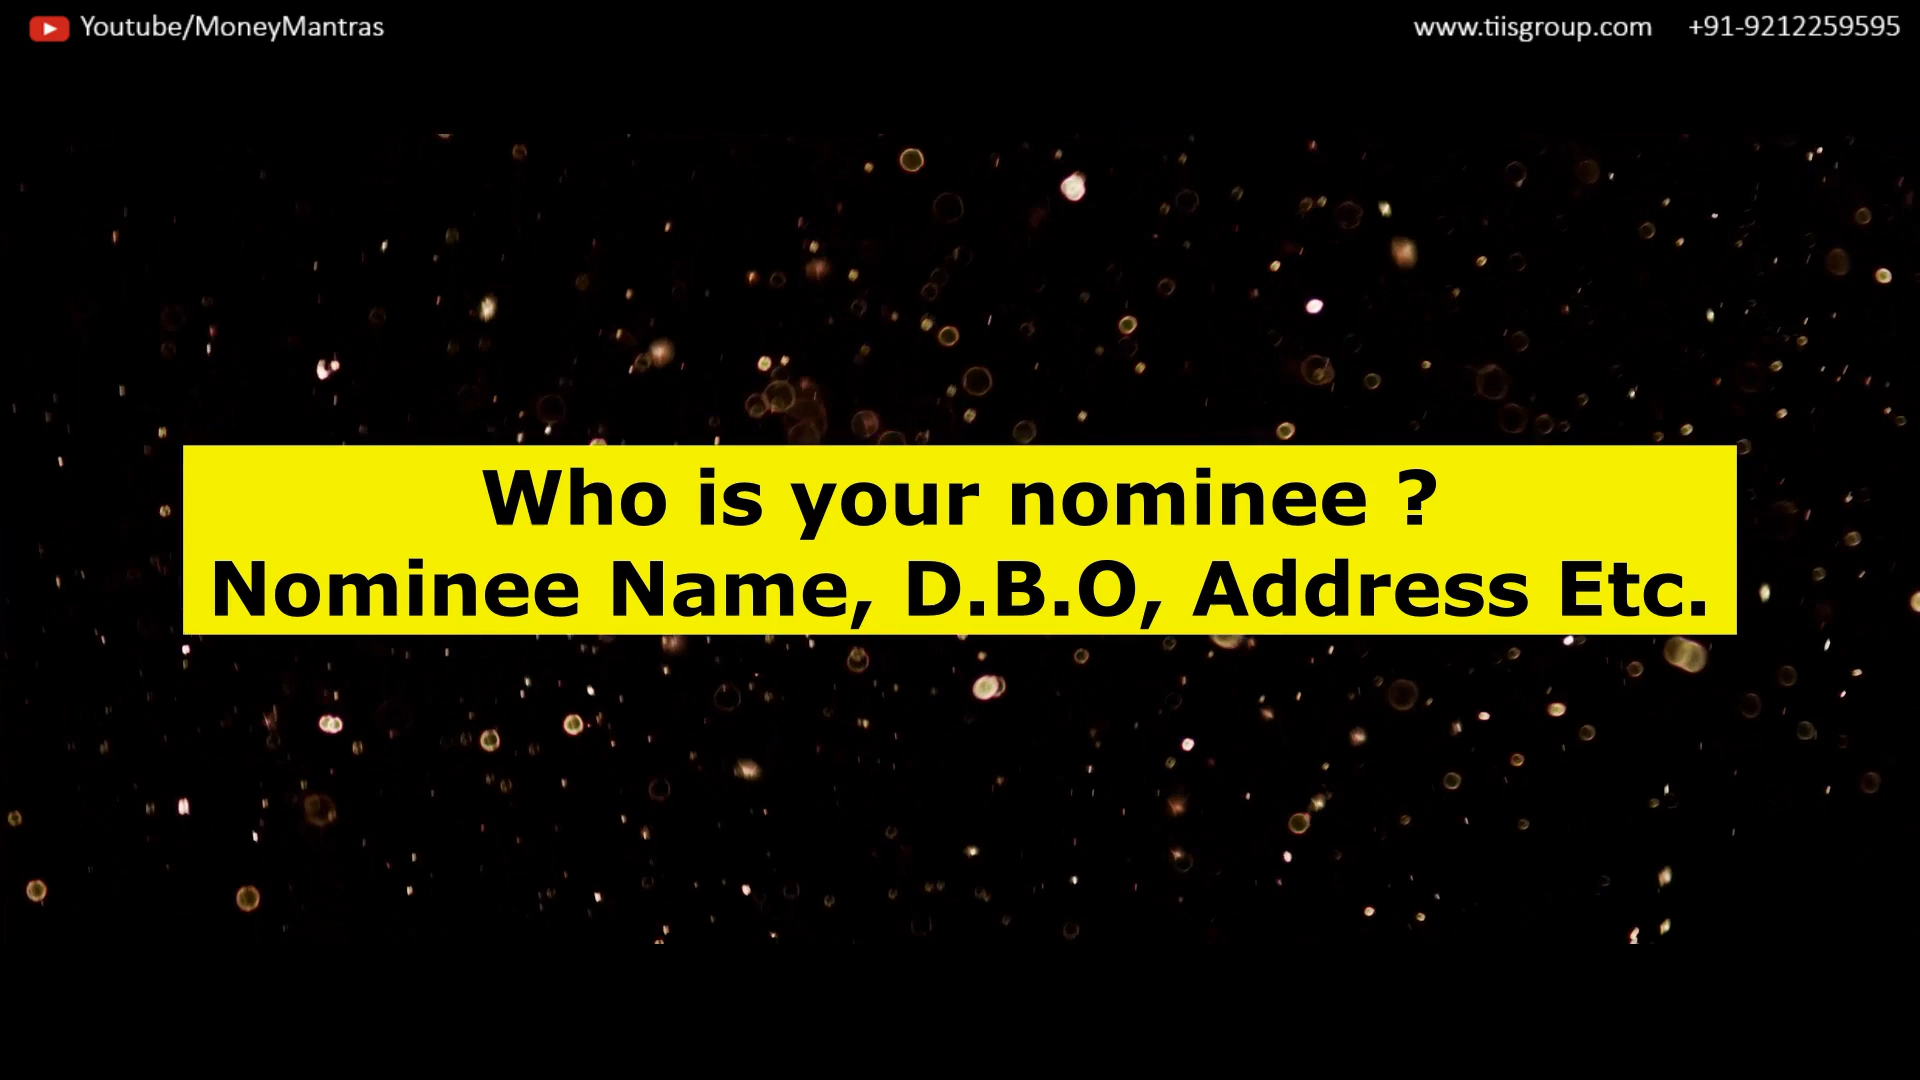 Youtube/MoneyMantras
www.tiisgroup.com +91-9212259595
Who is your nominee ?
Nominee Name, D.B.O, Address Etc.